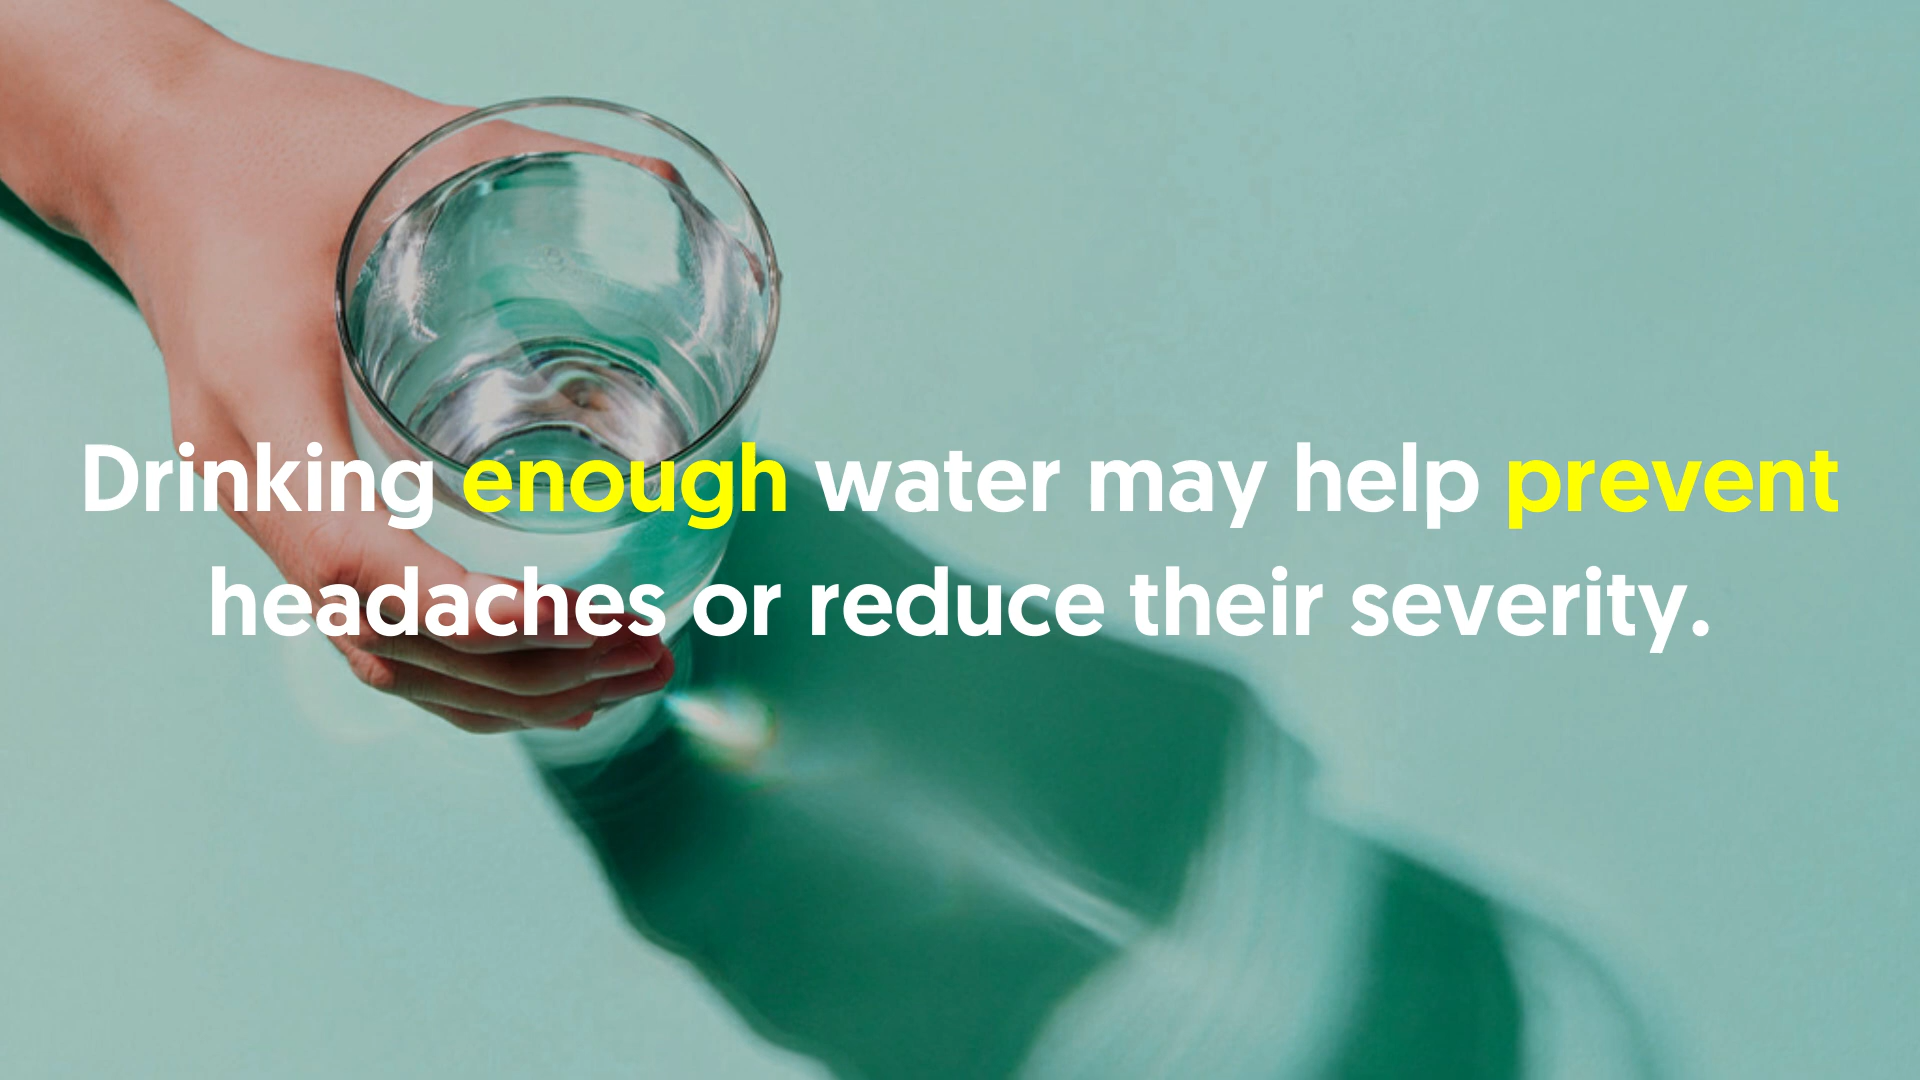 Drinking enough water may help prevent
headaches or reduce their severity.